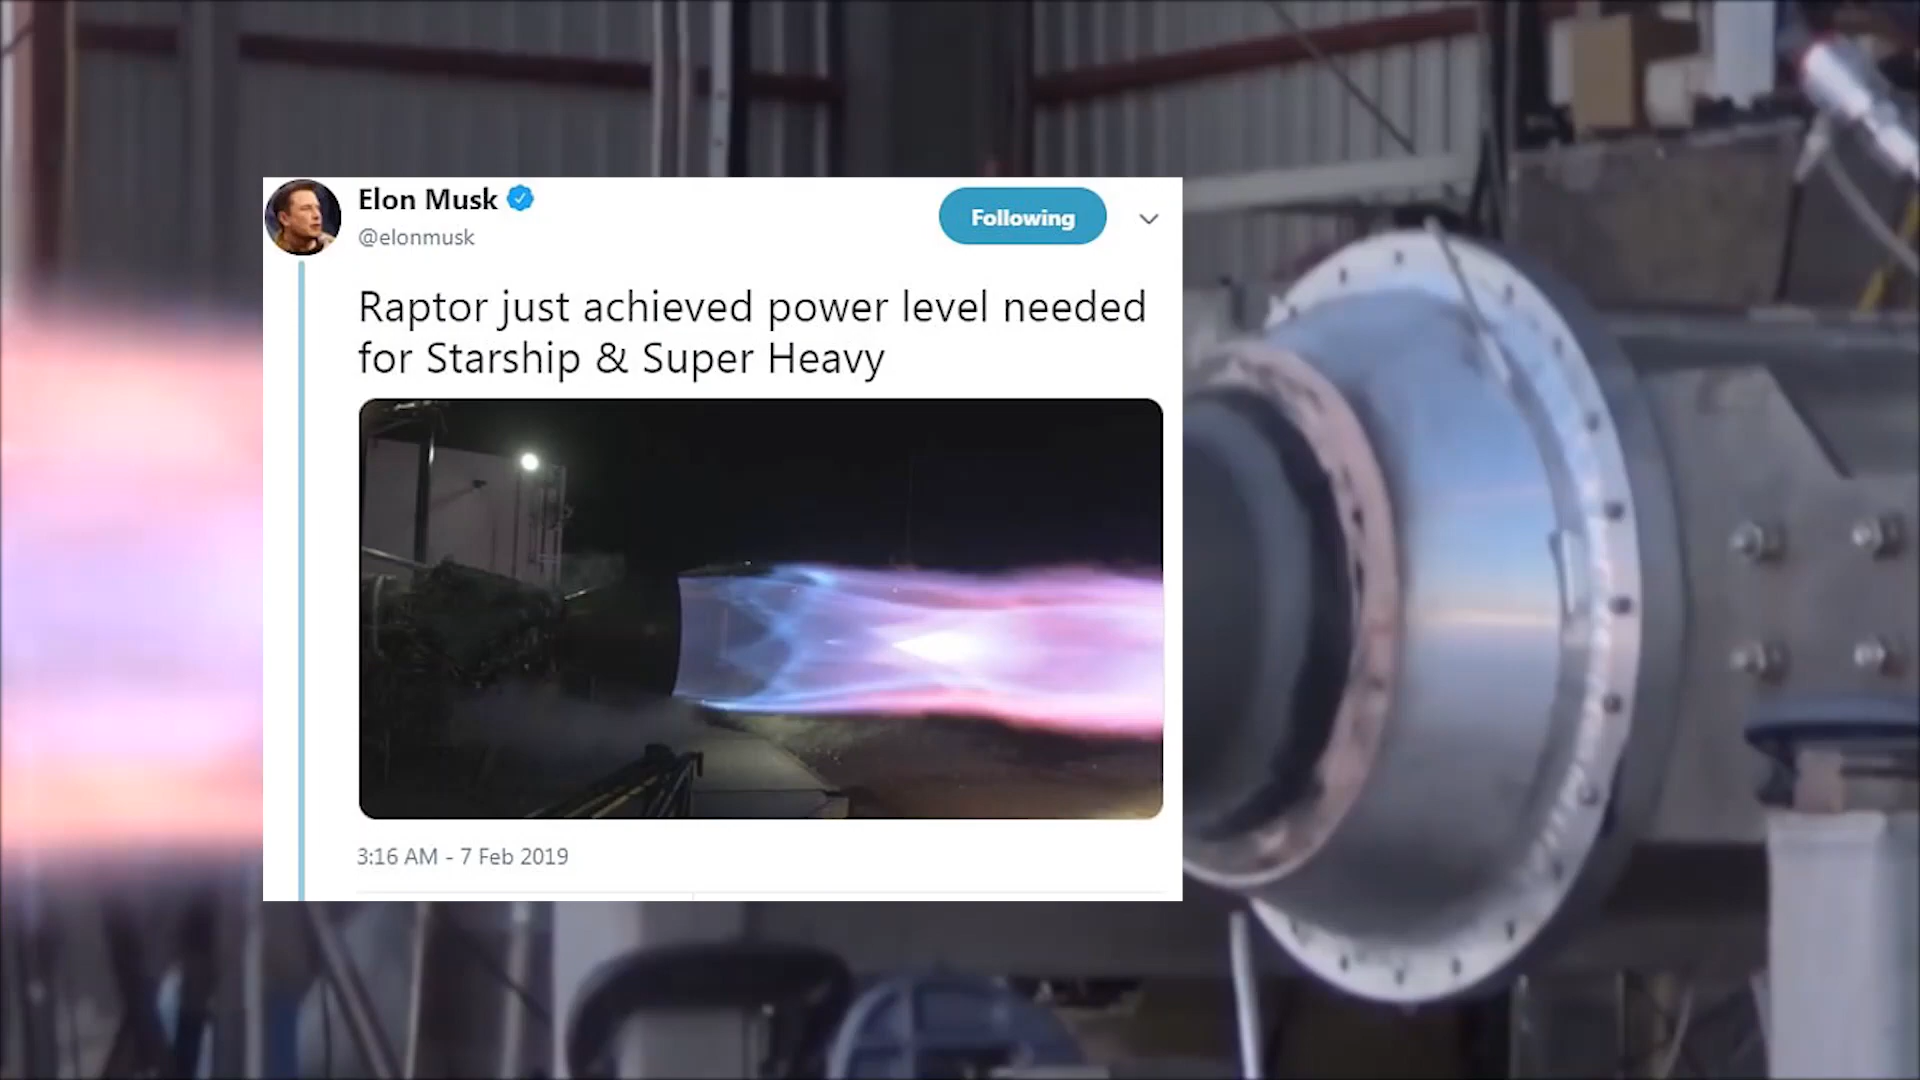 Elon Musk
@elonmusk
Following
Raptor just achieved power level needed
for Starship & Super Heavy
3:16 AM - 7 Feb 2019